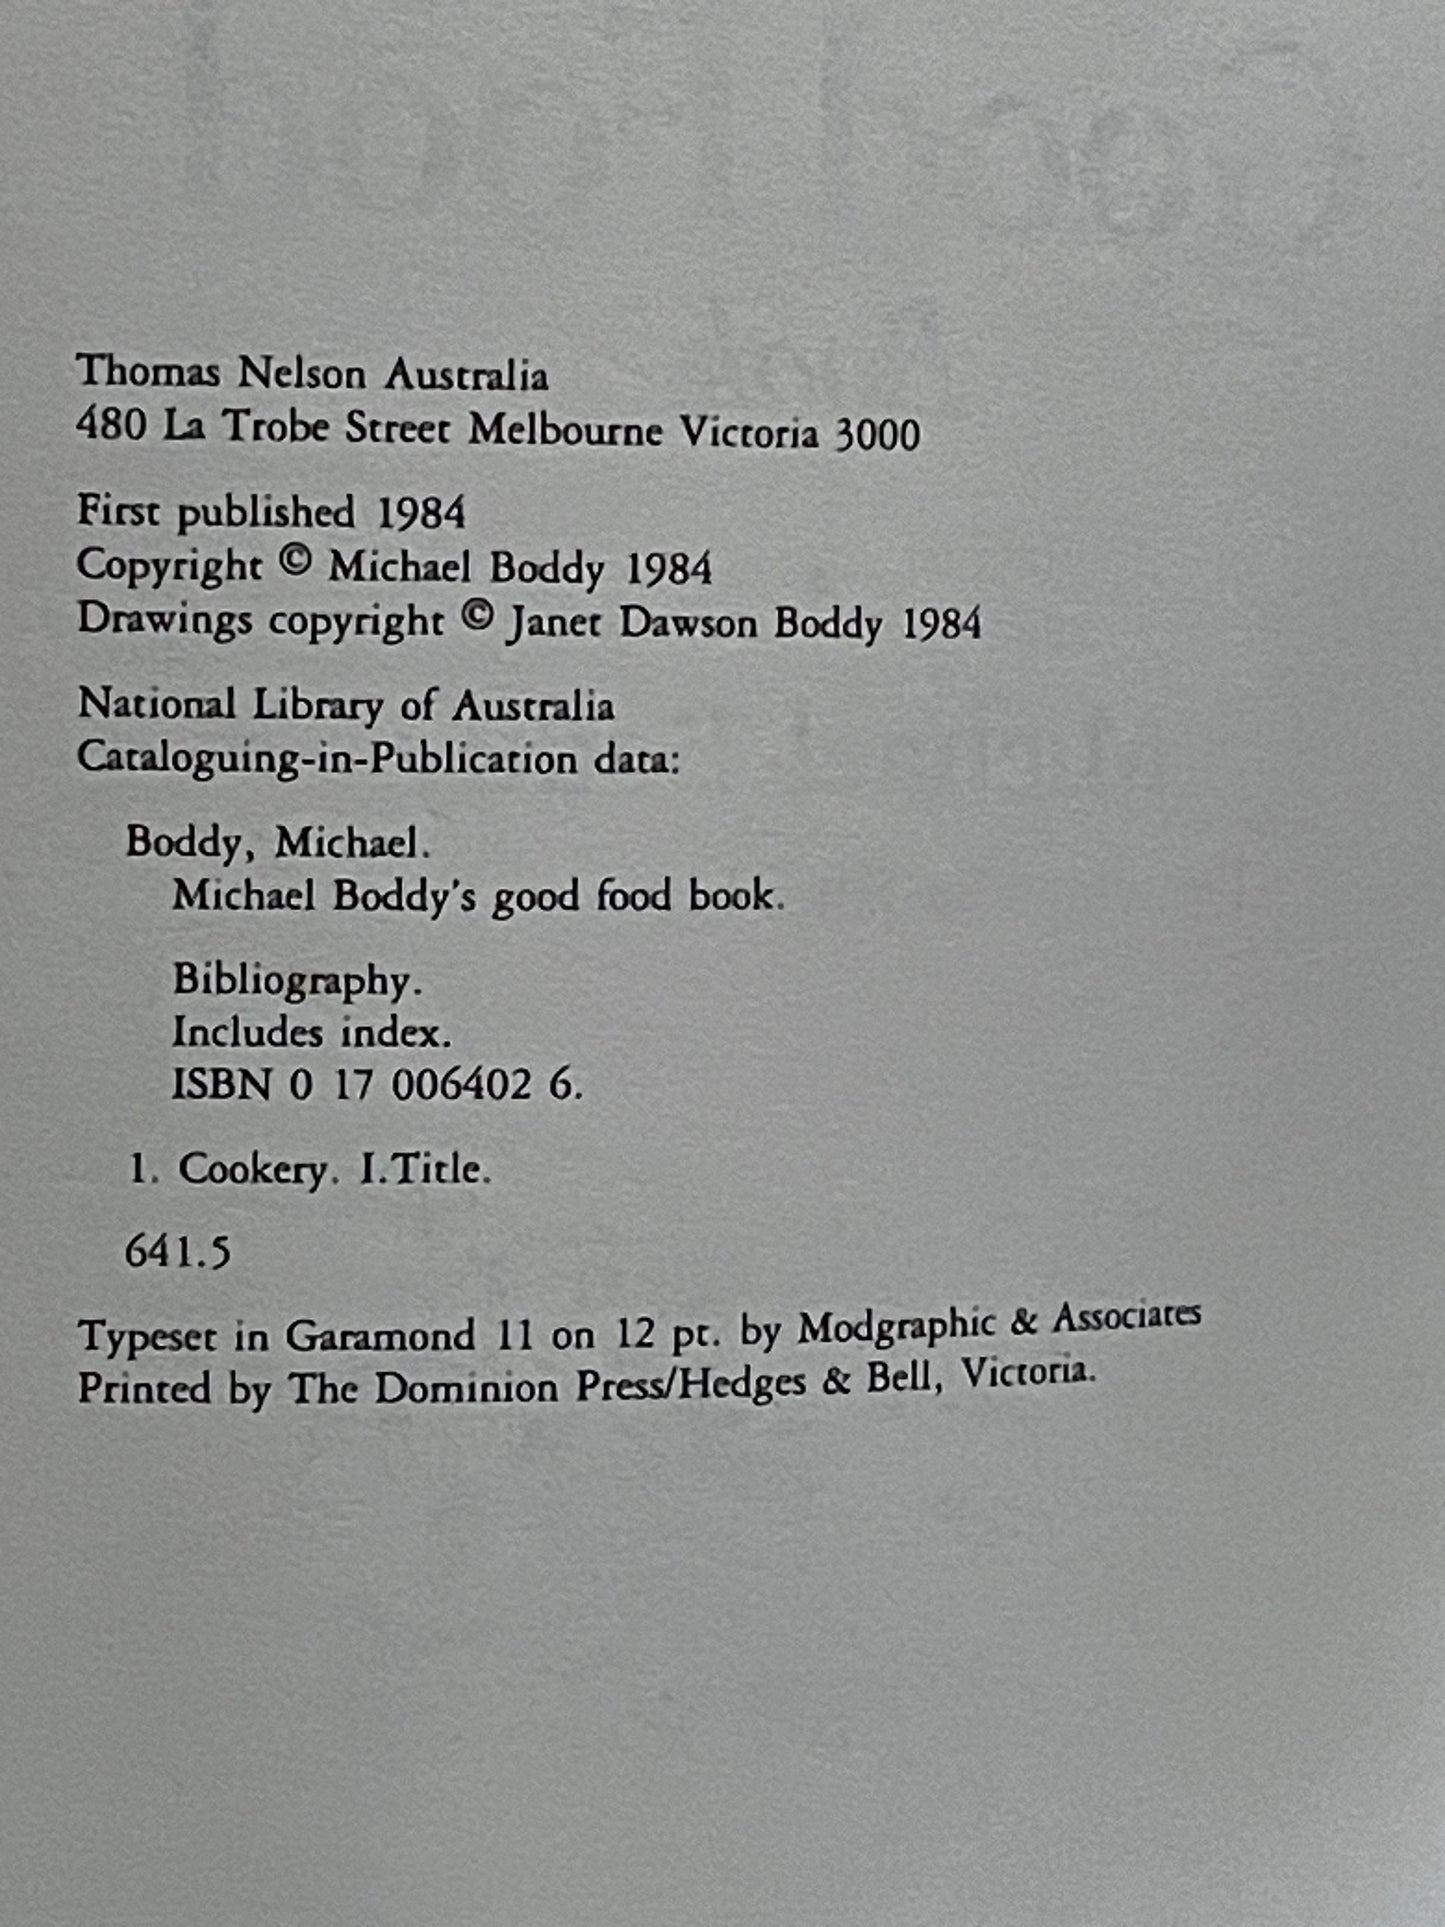 Thomas Nelson Australia
480 La Trobe Street Melbourne Victoria 3000
First published 1984
Copyright © Michael Boddy 1984
Drawings copyright © Janet Dawson Boddy 1984
National Library of Australia
Cataloguing-in-Publication data:
Boddy, Michael.
Michael Boddy's good food book.
Bibliography.
Includes index.
ISBN 0 17 006402 6.
1. Cookery. I.Title.
641.5
Typeset in Garamond 11 on 12 pt. by Modgraphic & Associates
Printed by The Dominion Press/Hedges & Bell, Victoria.